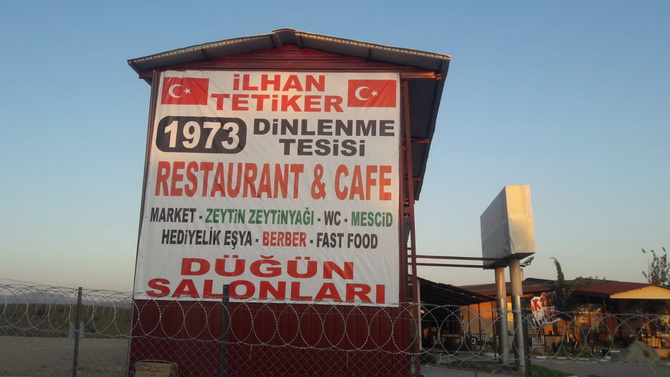 İLHAN
TETİKER
1973 DİNLENME
TESİSİ
RESTAURANT & CAFE
MARKET - ZEYTİN ZEYTİNYAĞI - WC - MESCİD
HEDİYELİK EŞYA - BERBER - FAST FOOD
DÜĞÜN
SALONLARI